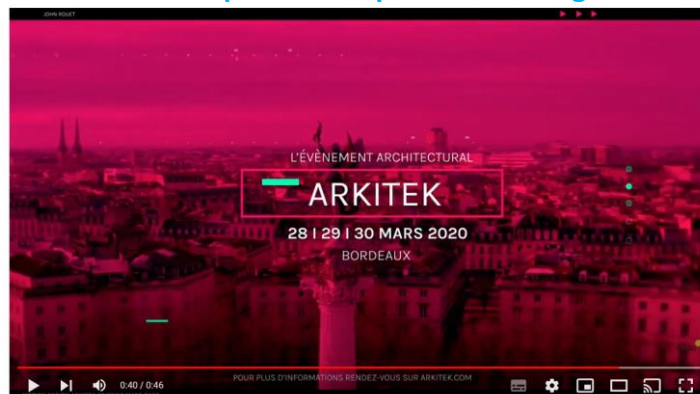 JOHN ROUET
L'ÉVÈNEMENT ARCHITECTURAL
ARKITEK
28 I 29 I 30 MARS 2020
BORDEAUX
POUR PLUS D'INFORMATIONS RENDEZ-VOUS SUR ARKITEK.COM
0:40 / 0:46